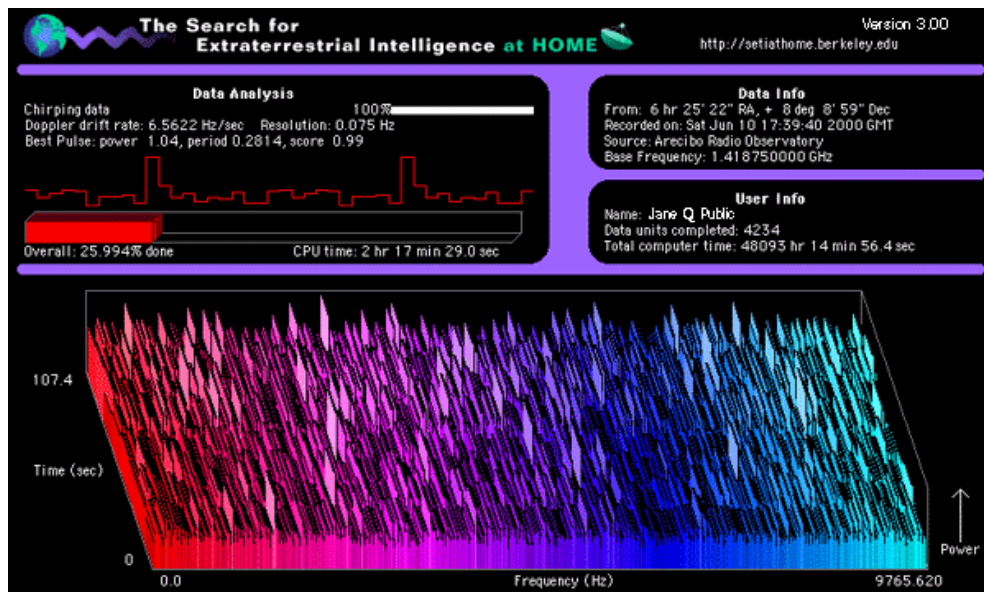 The Search for
Extraterrestrial Intelligence at HOME
Version 3.00
http://setiathome.berkeley.edu
Data Analysis
Chirping data 100%
Doppler drift rate: 6.5622 Hz/sec Resolution: 0.075 Hz
Best Pulse: power 1.04, period 0.2814, score 0.99
Overall: 25.994% done CPU time: 2 hr 17 min 29.0 sec
Data Info
From: 6 hr 25' 22" RA, + 8 deg 8' 59" Dec
Recorded on: Sat Jun 10 17:39:40 2000 GMT
Source: Arecibo Radio Observatory
Base Frequency: 1.418750000 GHz
User Info
Name: Jane Q Public
Data units completed: 4234
Total computer time: 48093 hr 14 min 56.4 sec
107.4
Time (sec)
0
0.0
Frequency (Hz)
9765.620
Power